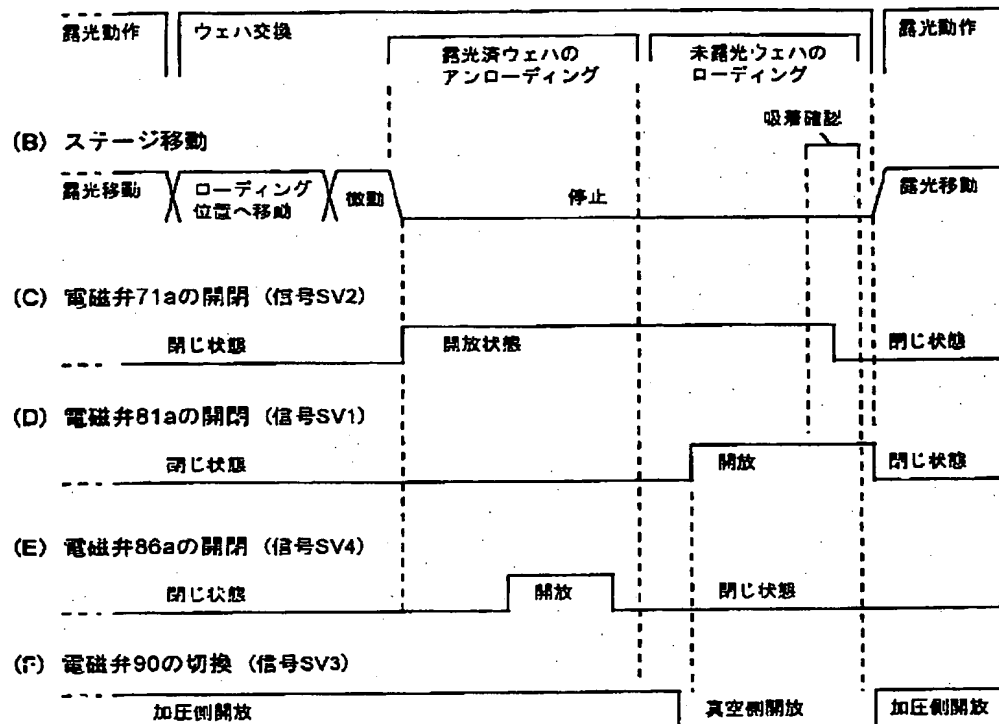 露光動作 ウェハ交換 露光動作
露光済ウェハの
アンローディング
未露光ウェハの
ローディング
吸着確認
(B) ステージ移動
露光移動 ローディング
位置へ移動 微動 停止 露光移動
(C) 電磁弁71aの開閉 (信号SV2)
閉じ状態 開放状態 閉じ状態
(D) 電磁弁81aの開閉 (信号SV1)
閉じ状態 開放 閉じ状態
(E) 電磁弁86aの開閉 (信号SV4)
閉じ状態 開放 閉じ状態
(F) 電磁弁90の切換 (信号SV3)
加圧側開放 真空側開放 加圧側開放